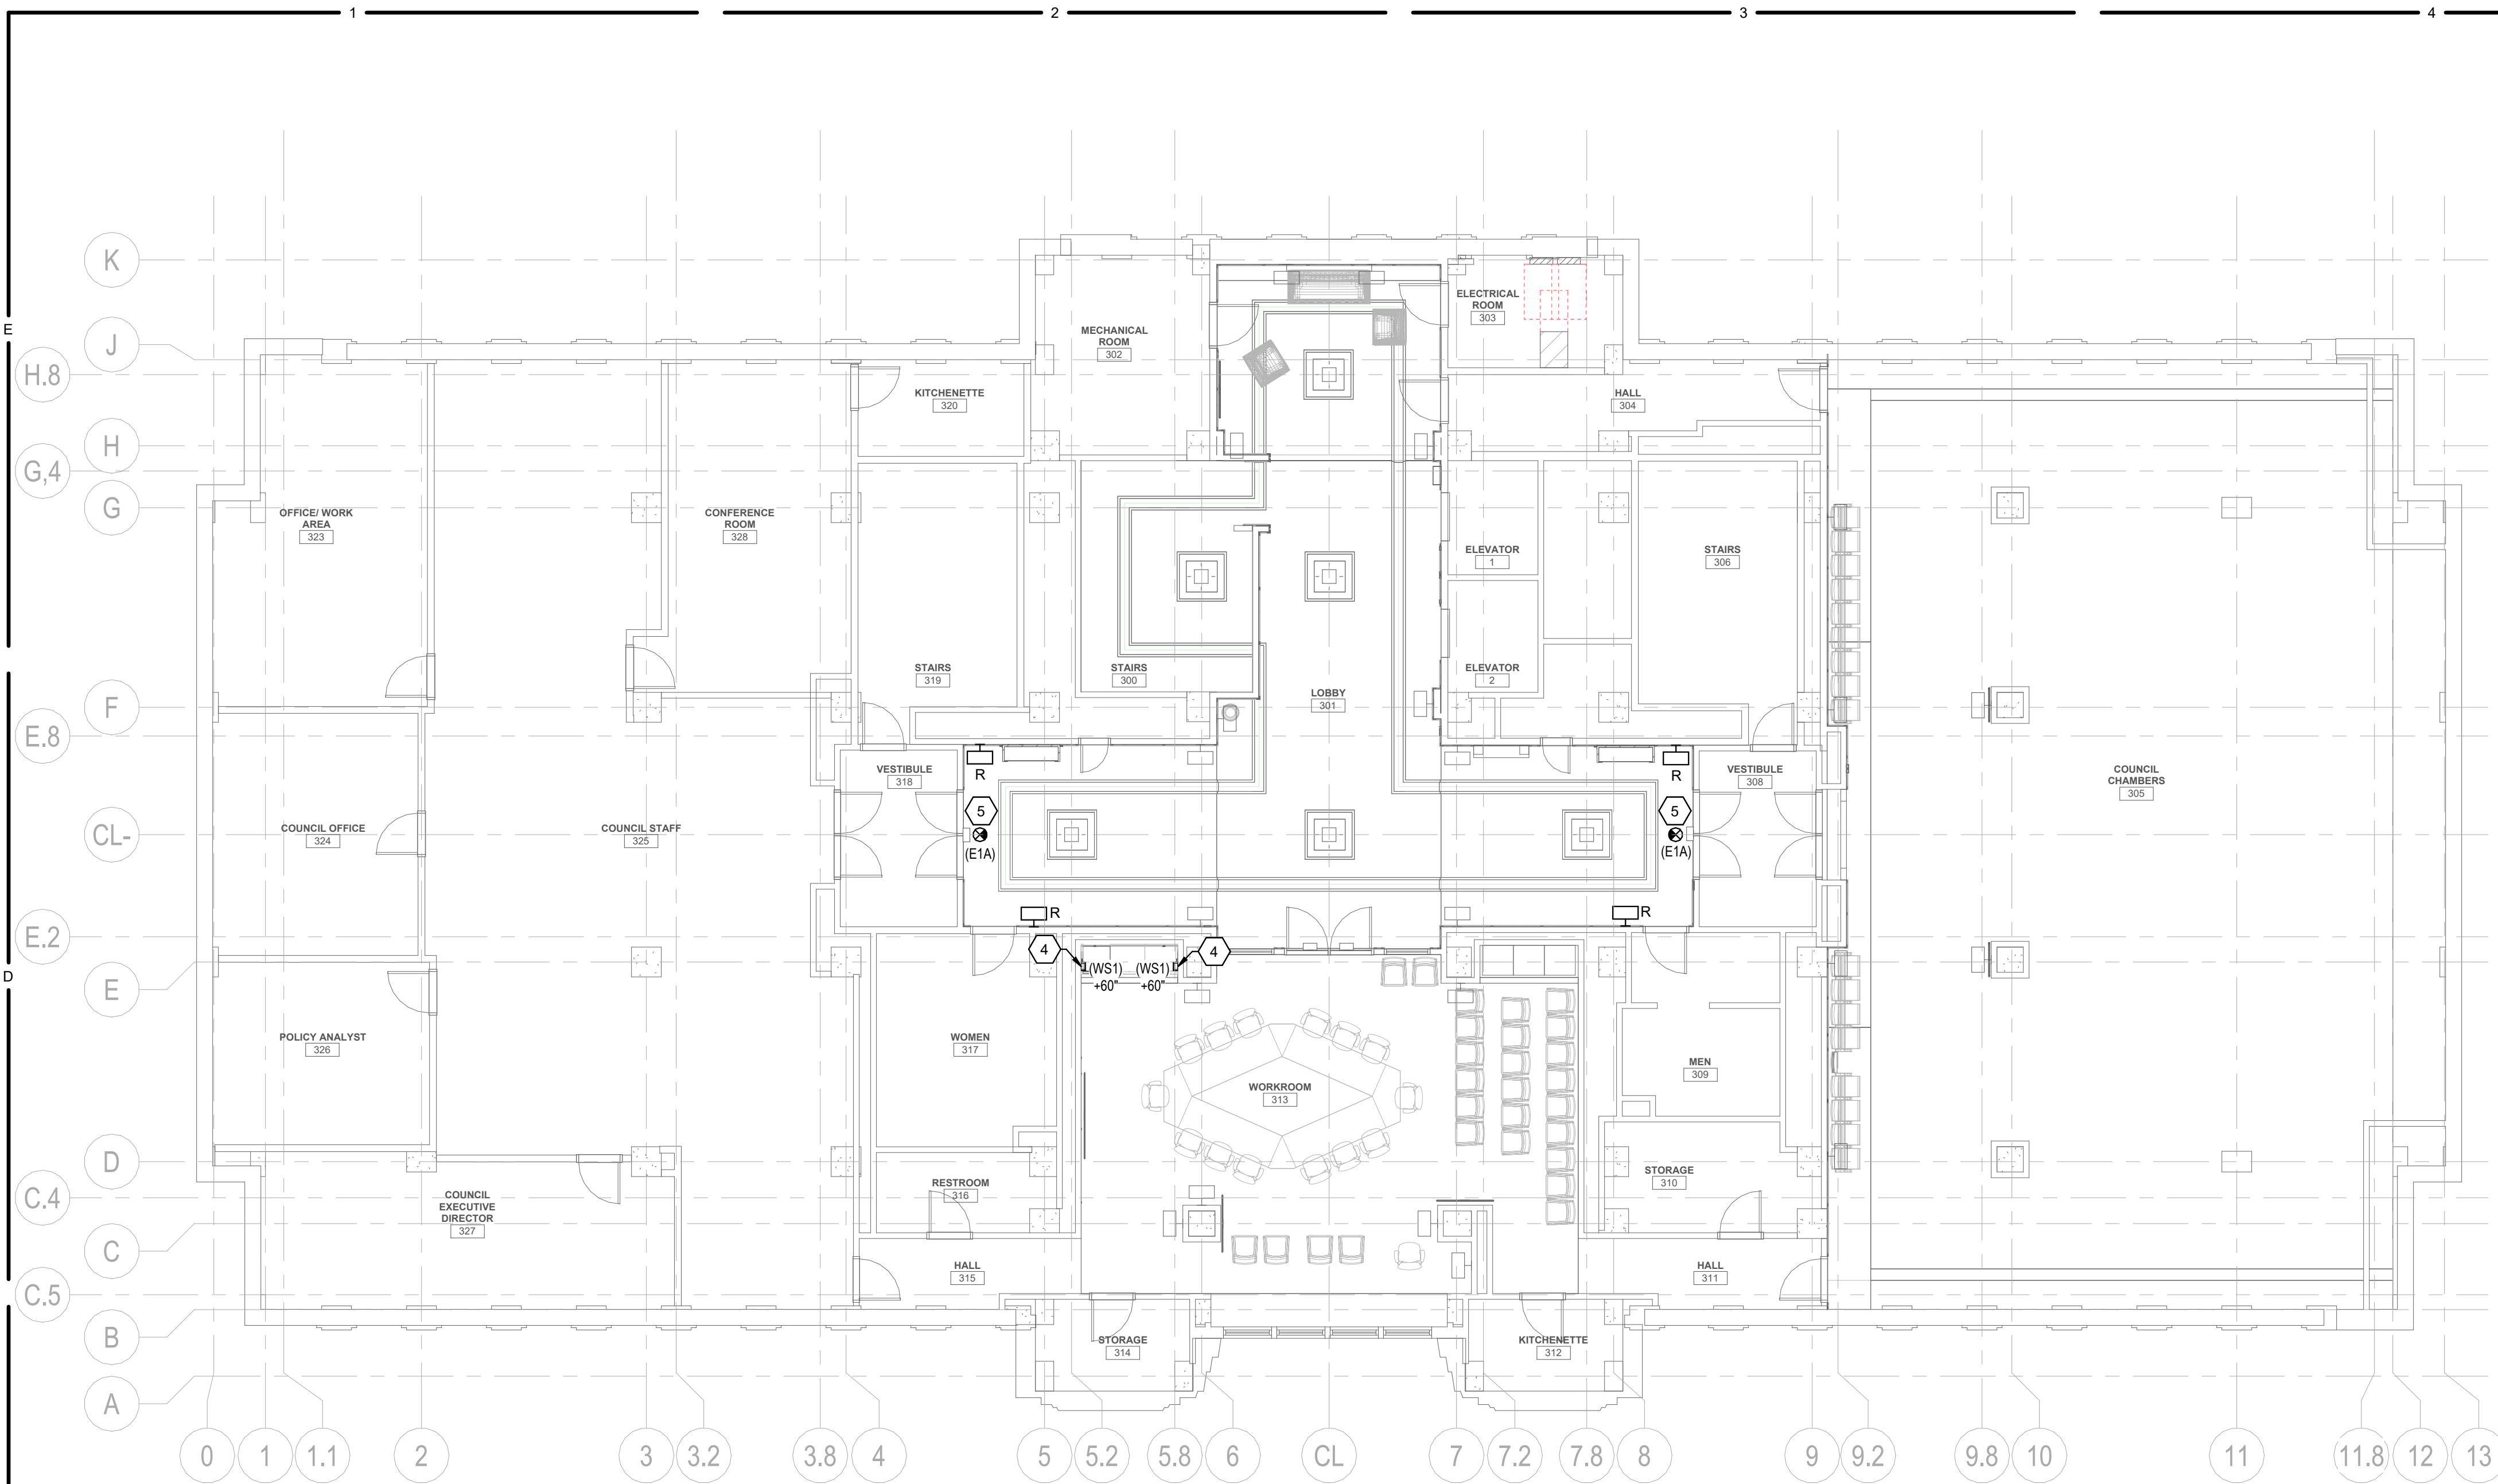 1
2
3
4
E
D
K
J
H.8
H
G,4
G
F
E.8
CL-
E.2
E
D
C.4
C
C.5
B
A
MECHANICAL
ROOM
302
ELECTRICAL
ROOM
303
KITCHENETTE
320
HALL
304
OFFICE/ WORK
AREA
323
CONFERENCE
ROOM
328
ELEVATOR
1
STAIRS
306
STAIRS
319
STAIRS
300
ELEVATOR
2
LOBBY
301
VESTIBULE
318
R
R
VESTIBULE
308
COUNCIL
CHAMBERS
305
5
5
(E1A)
(E1A)
COUNCIL OFFICE
324
COUNCIL STAFF
325
R
R
4
4
(WS1)
+60"
(WS1)
+60"
POLICY ANALYST
326
WOMEN
317
MEN
309
WORKROOM
313
COUNCIL
EXECUTIVE
DIRECTOR
327
RESTROOM
316
STORAGE
310
HALL
315
HALL
311
STORAGE
314
KITCHENETTE
312
0
1
1.1
2
3
3.2
3.8
4
5
5.2
5.8
6
CL
7
7.2
7.8
8
9
9.2
9.8
10
11
11.8
12
13